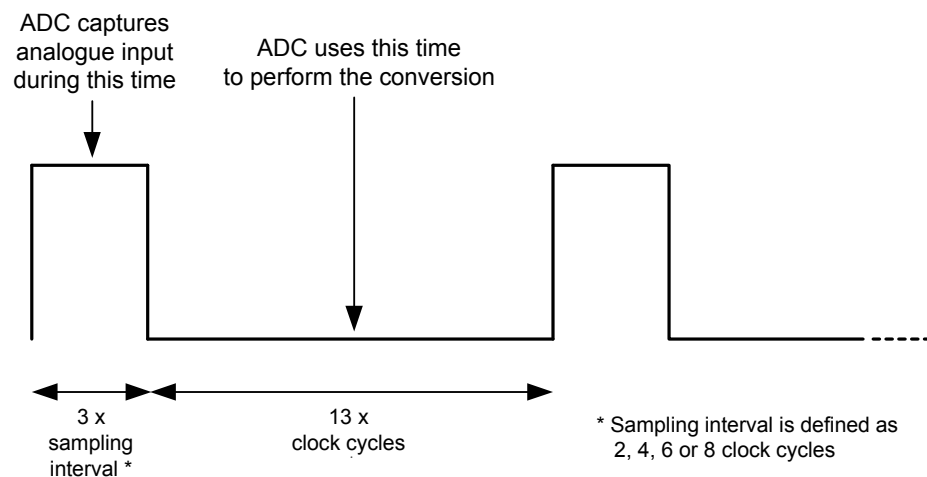 ADC captures
analogue input
during this time
ADC uses this time
to perform the conversion
3 x
sampling
interval *
13 x
clock cycles
* Sampling interval is defined as
2, 4, 6 or 8 clock cycles